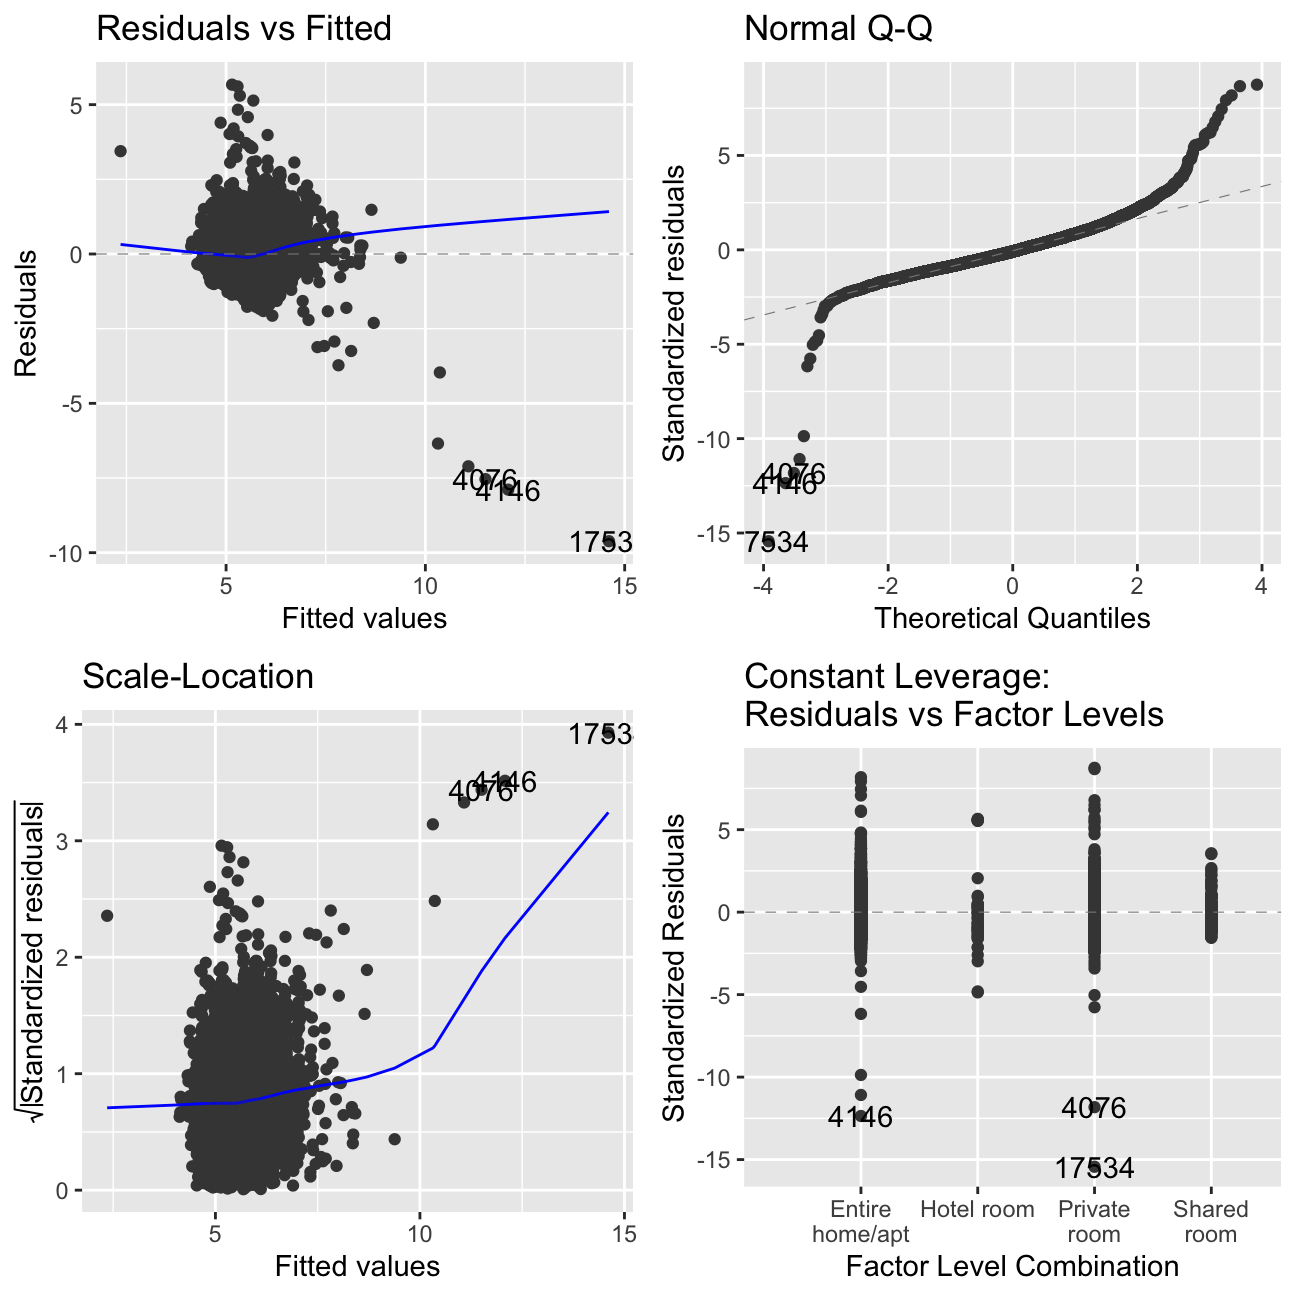 Residuals vs Fitted
5
0
-5
-10
Residuals
4076
4146
1753
5
10
15
Fitted values
Normal Q-Q
5
0
-5
-10
-15
Standardized residuals
4076
4146
7534
-4
-2
0
2
4
Theoretical Quantiles
Scale-Location
4
3
2
1
0
√|Standardized residuals|
1753
4146
4076
5
10
15
Fitted values
Constant Leverage:
Residuals vs Factor Levels
5
0
-5
-10
-15
Standardized Residuals
4076
4146
17534
Entire
home/apt
Hotel room
Private
room
Shared
room
Factor Level Combination